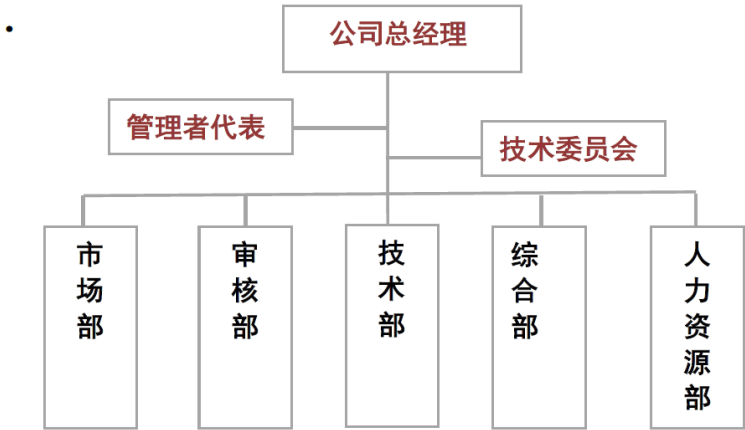 公司总经理
管理者代表
技术委员会
市场部
审核部
技术部
综合部
人力资源部